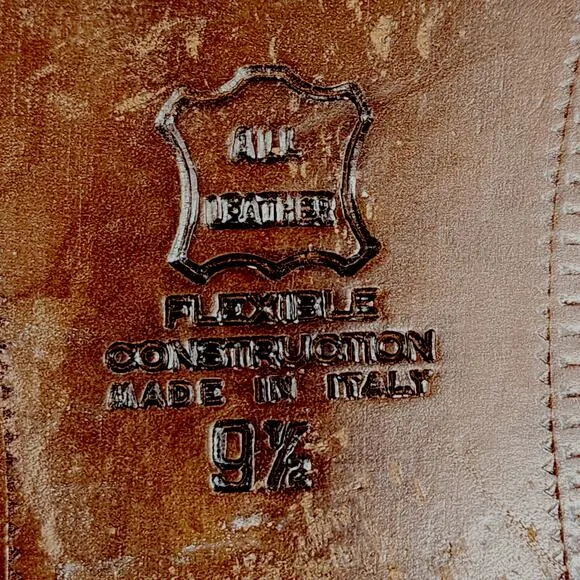 ALL
LEATHER
FLEXIBLE
CONSTRUCTION
MADE IN ITALY
9½